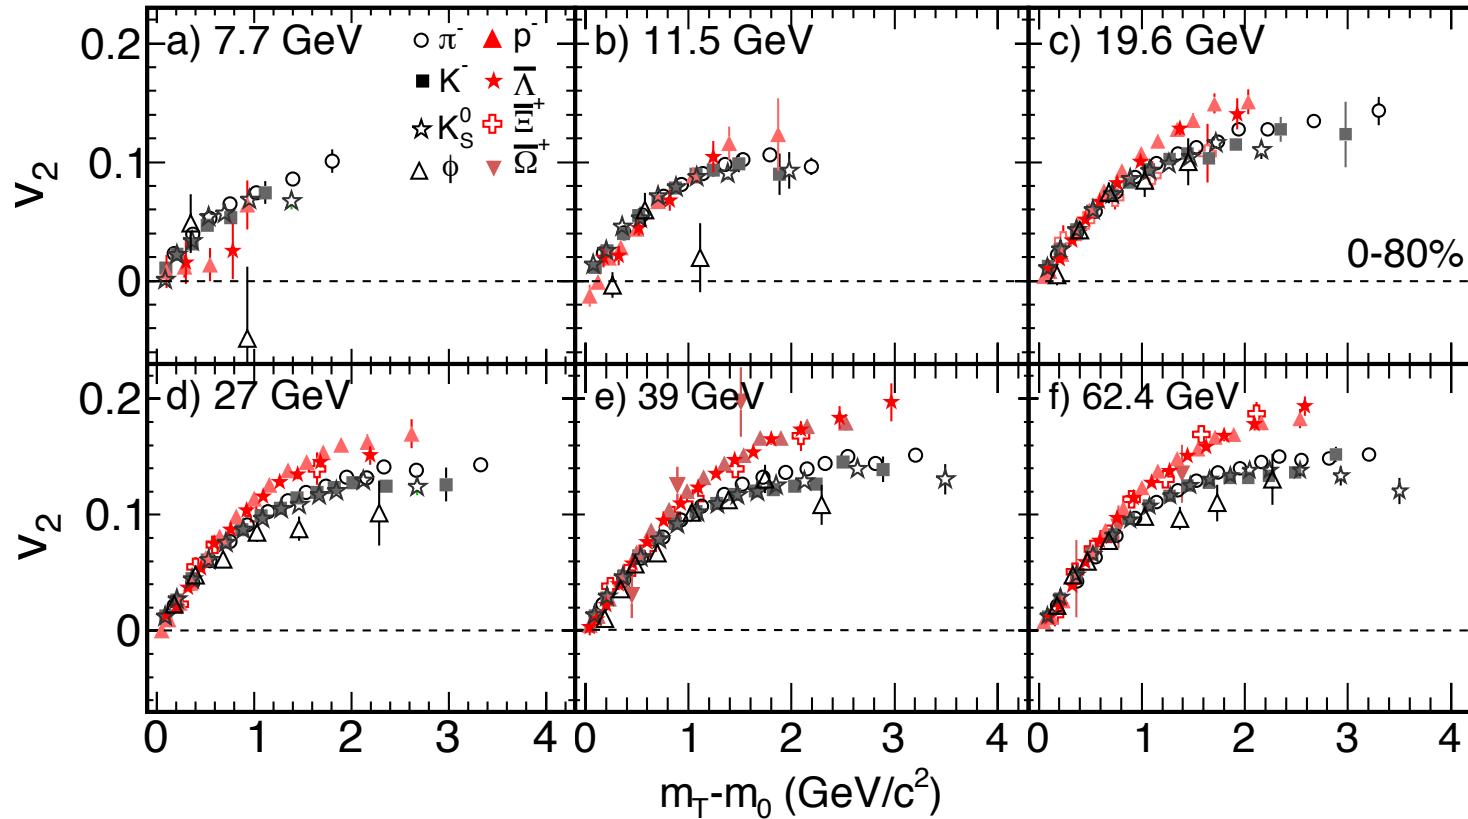 a) 7.7 GeV
π⁻ p⁻
K⁻ Λ̅
K⁰S Ξ̅⁺
ϕ Ω̅⁺
b) 11.5 GeV
c) 19.6 GeV
0-80%
v₂
0.2
0.1
0
d) 27 GeV
e) 39 GeV
f) 62.4 GeV
v₂
0.2
0.1
0
0 1 2 3 4 0 1 2 3 4 0 1 2 3 4
m_T-m₀ (GeV/c²)